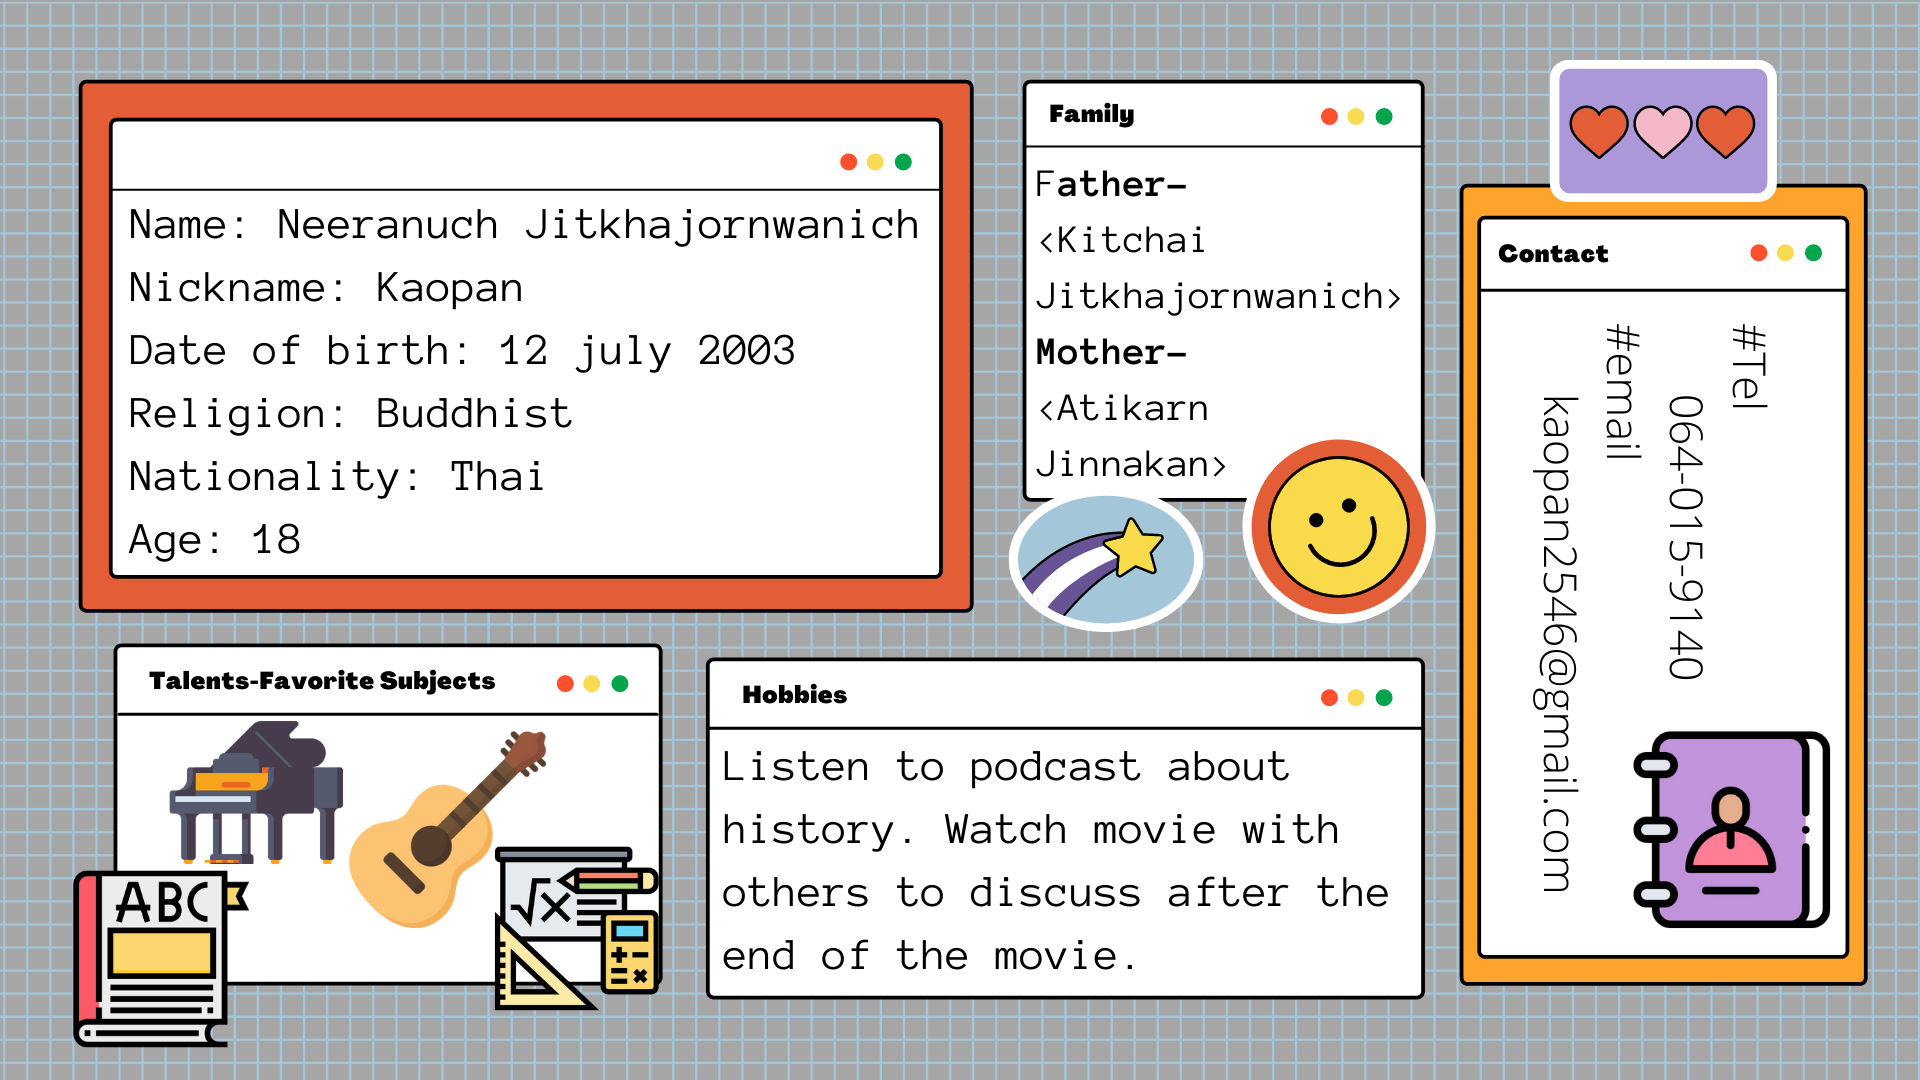 Name: Neeranuch Jitkhajornwanich
Nickname: Kaopan
Date of birth: 12 july 2003
Religion: Buddhist
Nationality: Thai
Age: 18
Family
Father-
<Kitchai
Jitkhajornwanich>
Mother-
<Atikarn
Jinnakan>
Contact
#Tel
064-015-9140
#email
kaopan2546@gmail.com
Talents-Favorite Subjects
ABC
√x
Hobbies
Listen to podcast about
history. Watch movie with
others to discuss after the
end of the movie.